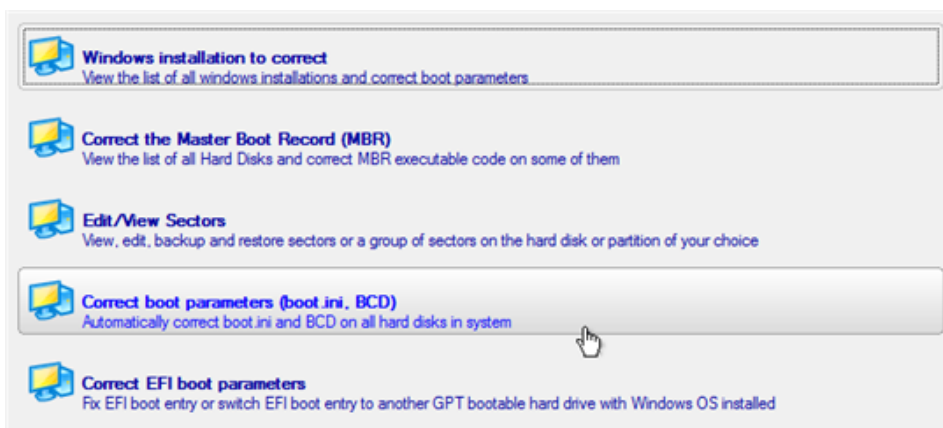 Windows installation to correct
View the list of all windows installations and correct boot parameters
Correct the Master Boot Record (MBR)
View the list of all Hard Disks and correct MBR executable code on some of them
Edit/View Sectors
View, edit, backup and restore sectors or a group of sectors on the hard disk or partition of your choice
Correct boot parameters (boot.ini, BCD)
Automatically correct boot.ini and BCD on all hard disks in system
Correct EFI boot parameters
Fix EFI boot entry or switch EFI boot entry to another GPT bootable hard drive with Windows OS installed